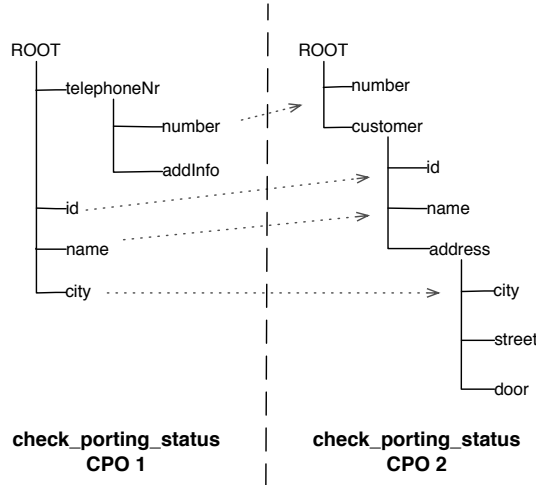 ROOT
telephoneNr
number
addInfo
id
name
city
check_porting_status
CPO 1
ROOT
number
customer
id
name
address
city
street
door
check_porting_status
CPO 2